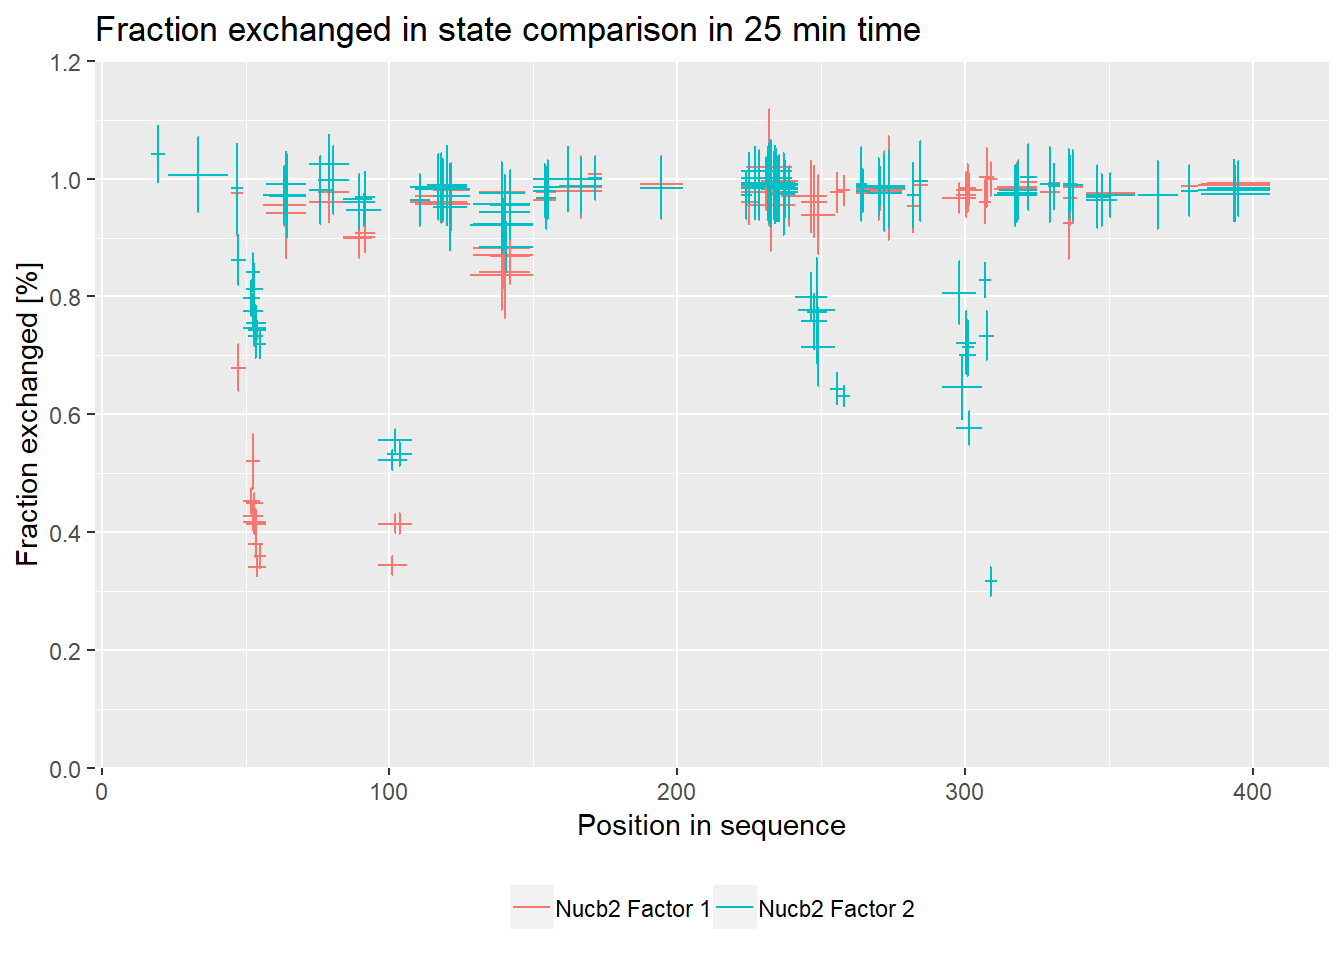 Fraction exchanged in state comparison in 25 min time
1.2
1.0
0.8
0.6
0.4
0.2
0.0
Fraction exchanged [%]
0 100 200 300 400
Position in sequence
Nucb2 Factor 1 Nucb2 Factor 2